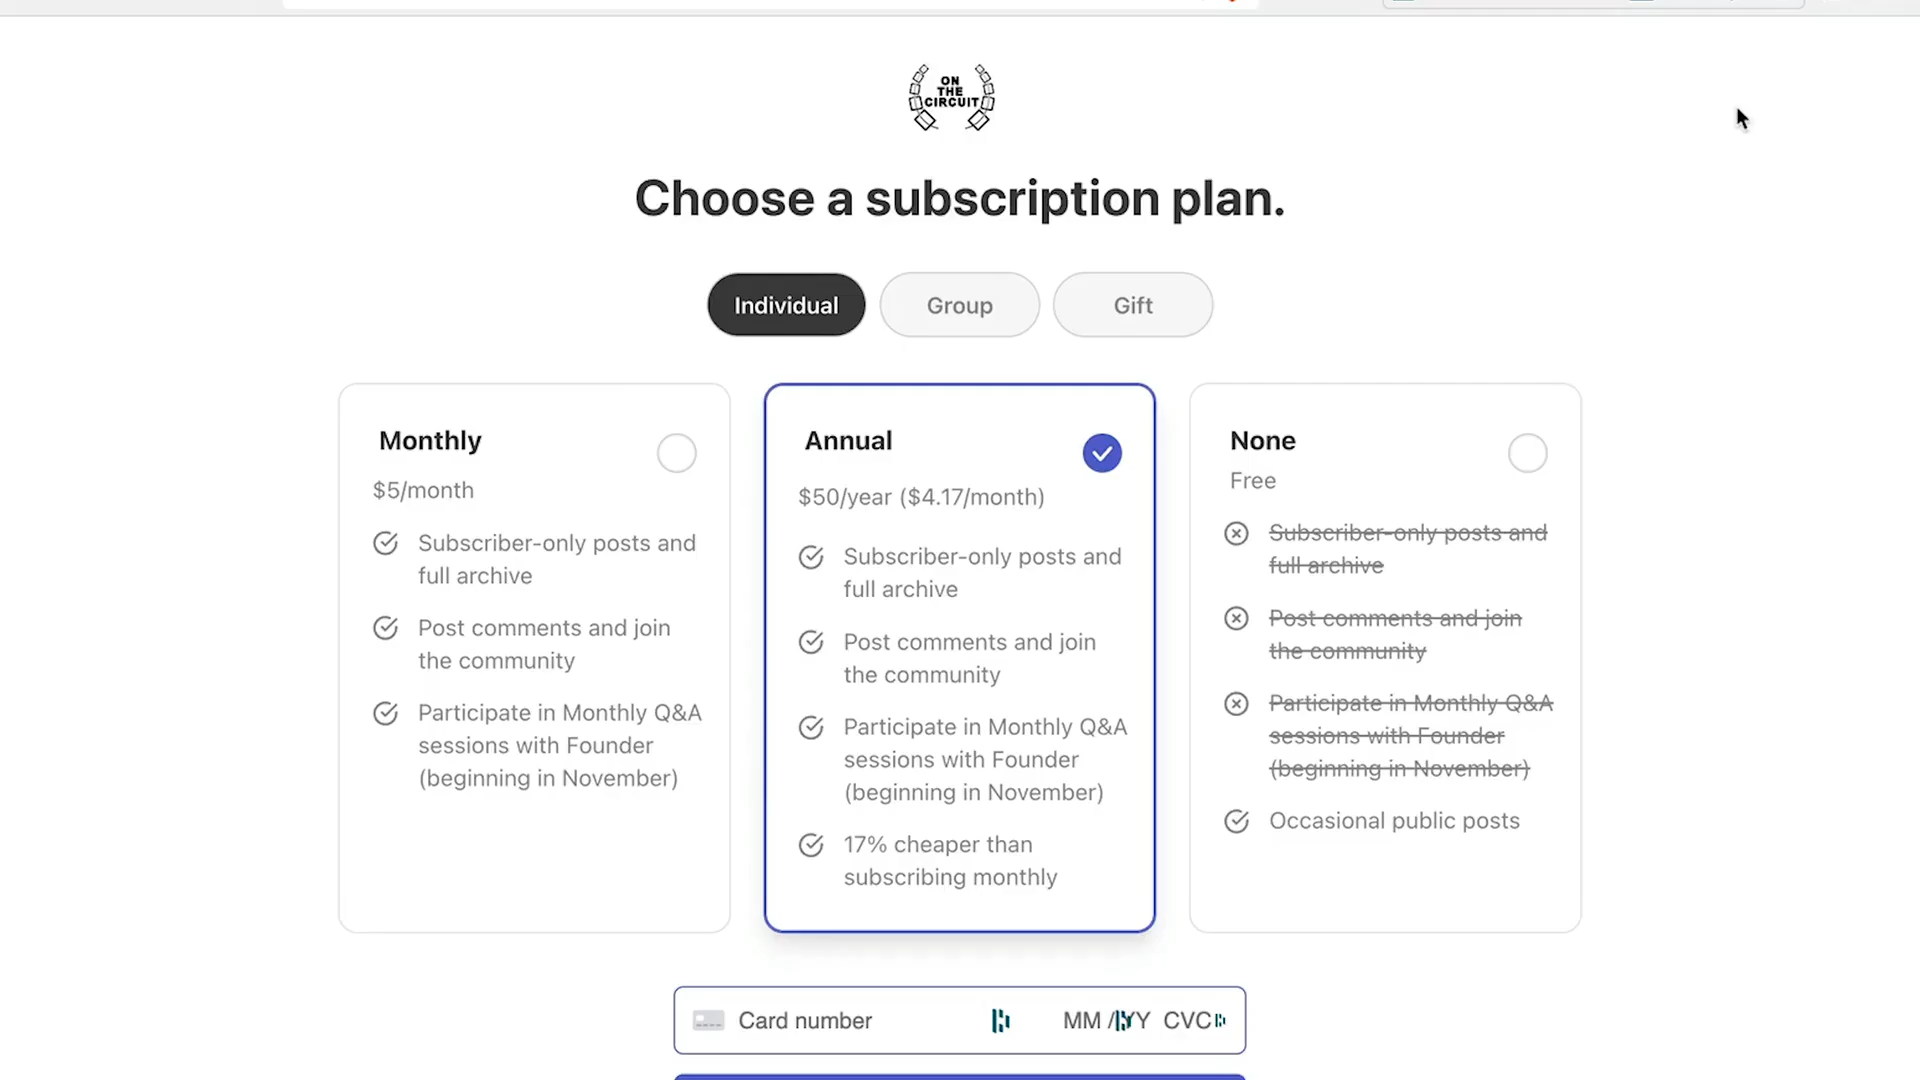 ON
THE
CIRCUIT
Choose a subscription plan.
Individual
Group
Gift
Monthly
$5/month
Subscriber-only posts and
full archive
Post comments and join
the community
Participate in Monthly Q&A
sessions with Founder
(beginning in November)
Annual
$50/year ($4.17/month)
Subscriber-only posts and
full archive
Post comments and join
the community
Participate in Monthly Q&A
sessions with Founder
(beginning in November)
17% cheaper than
subscribing monthly
None
Free
Subscriber-only posts and
full archive
Post comments and join
the community
Participate in Monthly Q&A
sessions with Founder
(beginning in November)
Occasional public posts
Card number
MM / YY
CVC